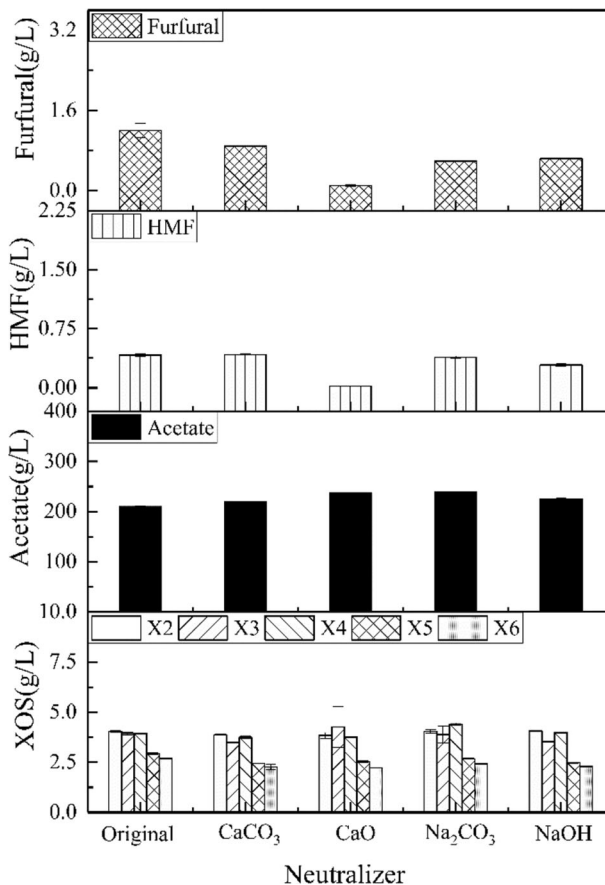 Furfural(g/L)
3.2
1.6
0.0
Furfural
HMF(g/L)
2.25
1.50
0.75
0.00
HMF
Acetate(g/L)
400
300
200
100
Acetate
XOS(g/L)
10.0
7.5
5.0
2.5
0.0
X2 X3 X4 X5 X6
Original CaCO₃ CaO Na₂CO₃ NaOH
Neutralizer